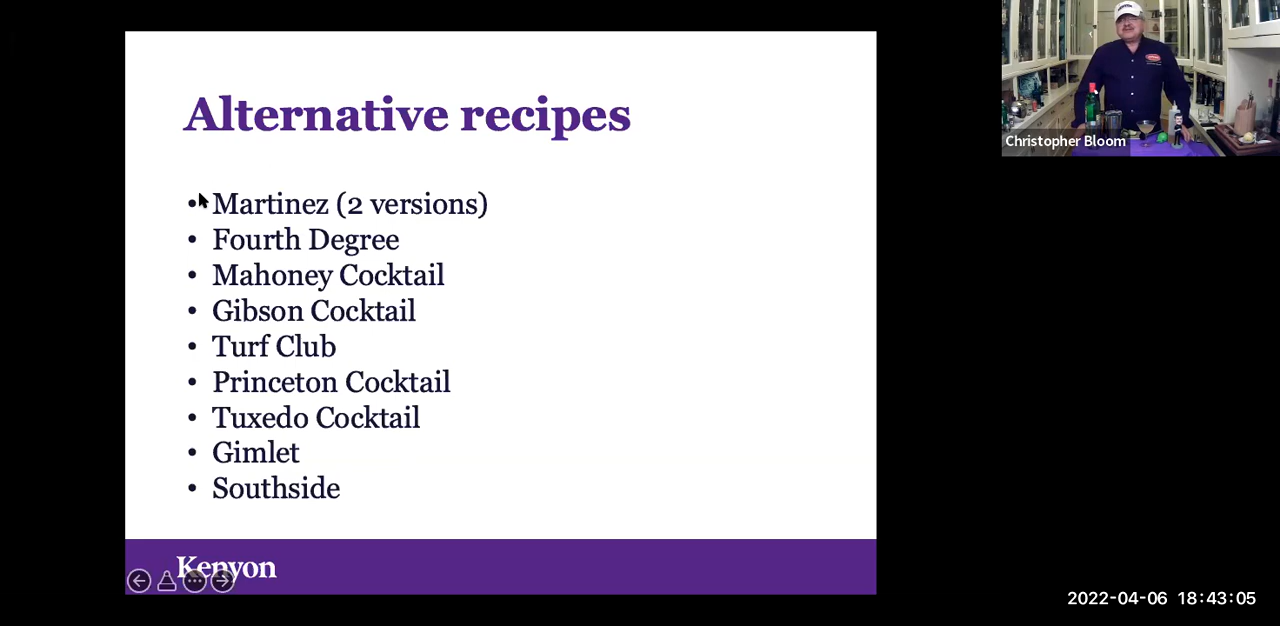 Alternative recipes
• Martinez (2 versions)
• Fourth Degree
• Mahoney Cocktail
• Gibson Cocktail
• Turf Club
• Princeton Cocktail
• Tuxedo Cocktail
• Gimlet
• Southside
Kenyon
Christopher Bloom
2022-04-06 18:43:05